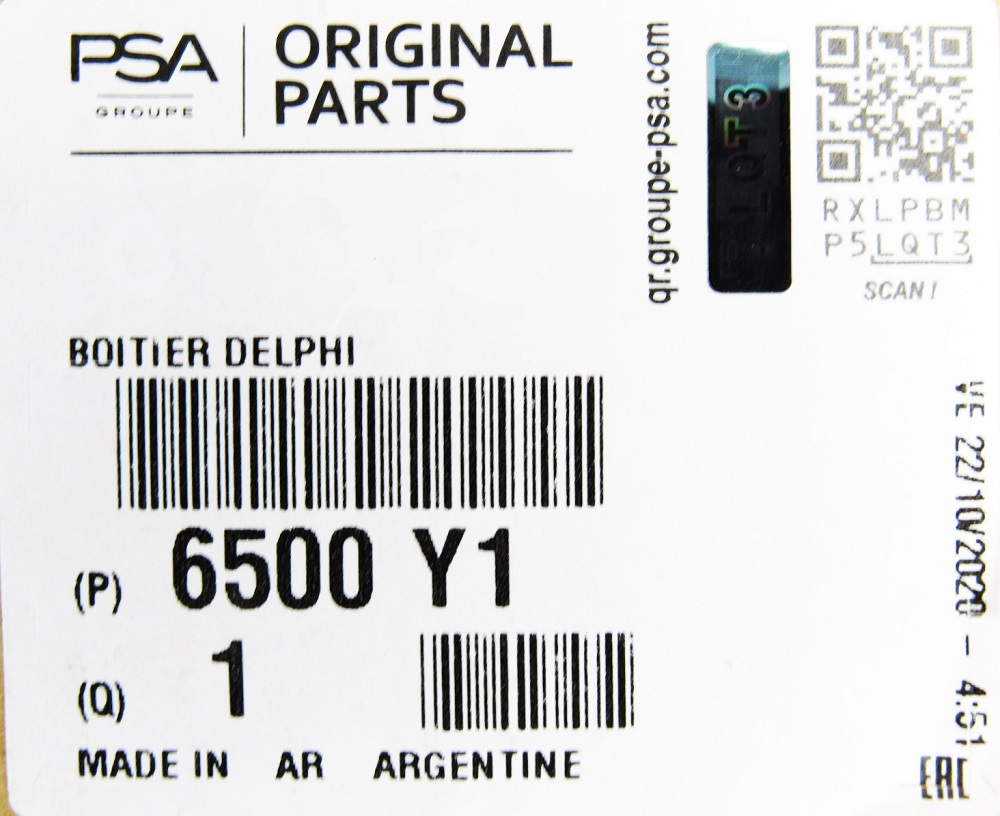 PSA
GROUPE
ORIGINAL
PARTS
qr.groupe-psa.com
LQT3
RXLPBM
P5LQT3
SCAN!
BOITIER DELPHI
(P) 6500 Y1
(Q) 1
MADE IN AR ARGENTINE
VE 22/10/2020 - 4:51
EAC